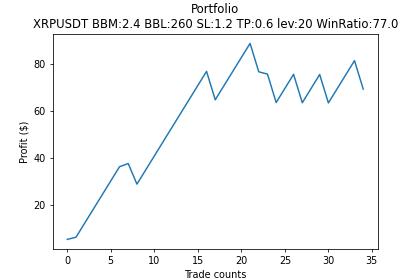 Portfolio
XRPUSDT BBM:2.4 BBL:260 SL:1.2 TP:0.6 lev:20 WinRatio:77.0
Profit ($)
80
60
40
20
0 5 10 15 20 25 30 35
Trade counts